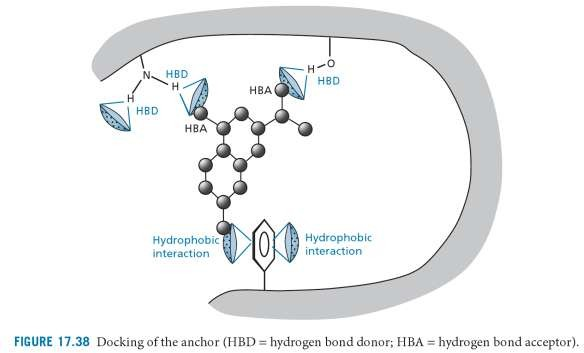 HBD
N
H
H
HBD
HBA
H
O
HBD
HBA
Hydrophobic
interaction
Hydrophobic
interaction
FIGURE 17.38 Docking of the anchor (HBD = hydrogen bond donor; HBA = hydrogen bond acceptor).